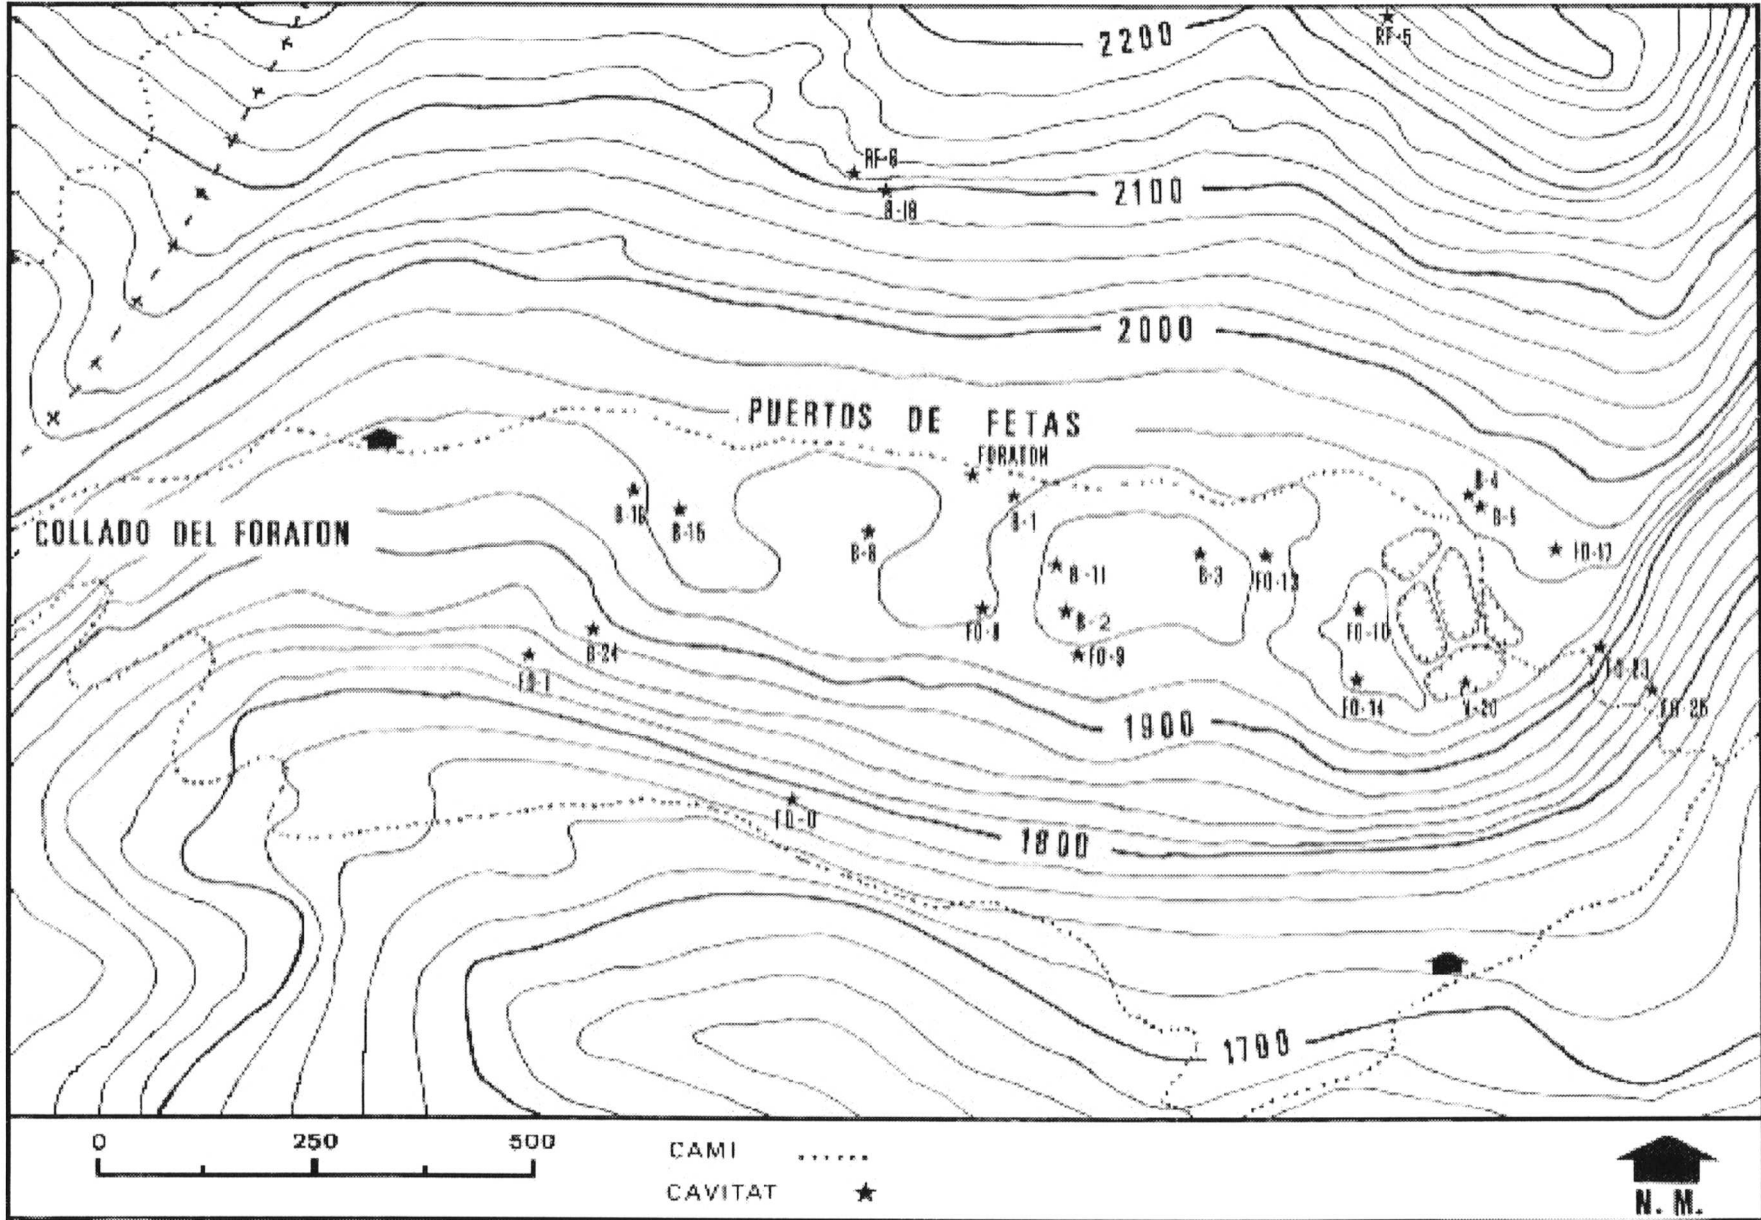 2200
RF-5
RF-6
B-18
2100
2000
PUERTOS DE FETAS
FORATON
B-4
B-5
B-16
B-15
B-1
B-8
COLLADO DEL FORATON
FO-17
B-11
B-3
FO-13
FO-8
B-2
FO-10
B-24
FO-9
FO-1
FO-14
FO-23
FO-25
1900
FO-0
1800
1700
0 250 500
CAMI
CAVITAT
N. M.